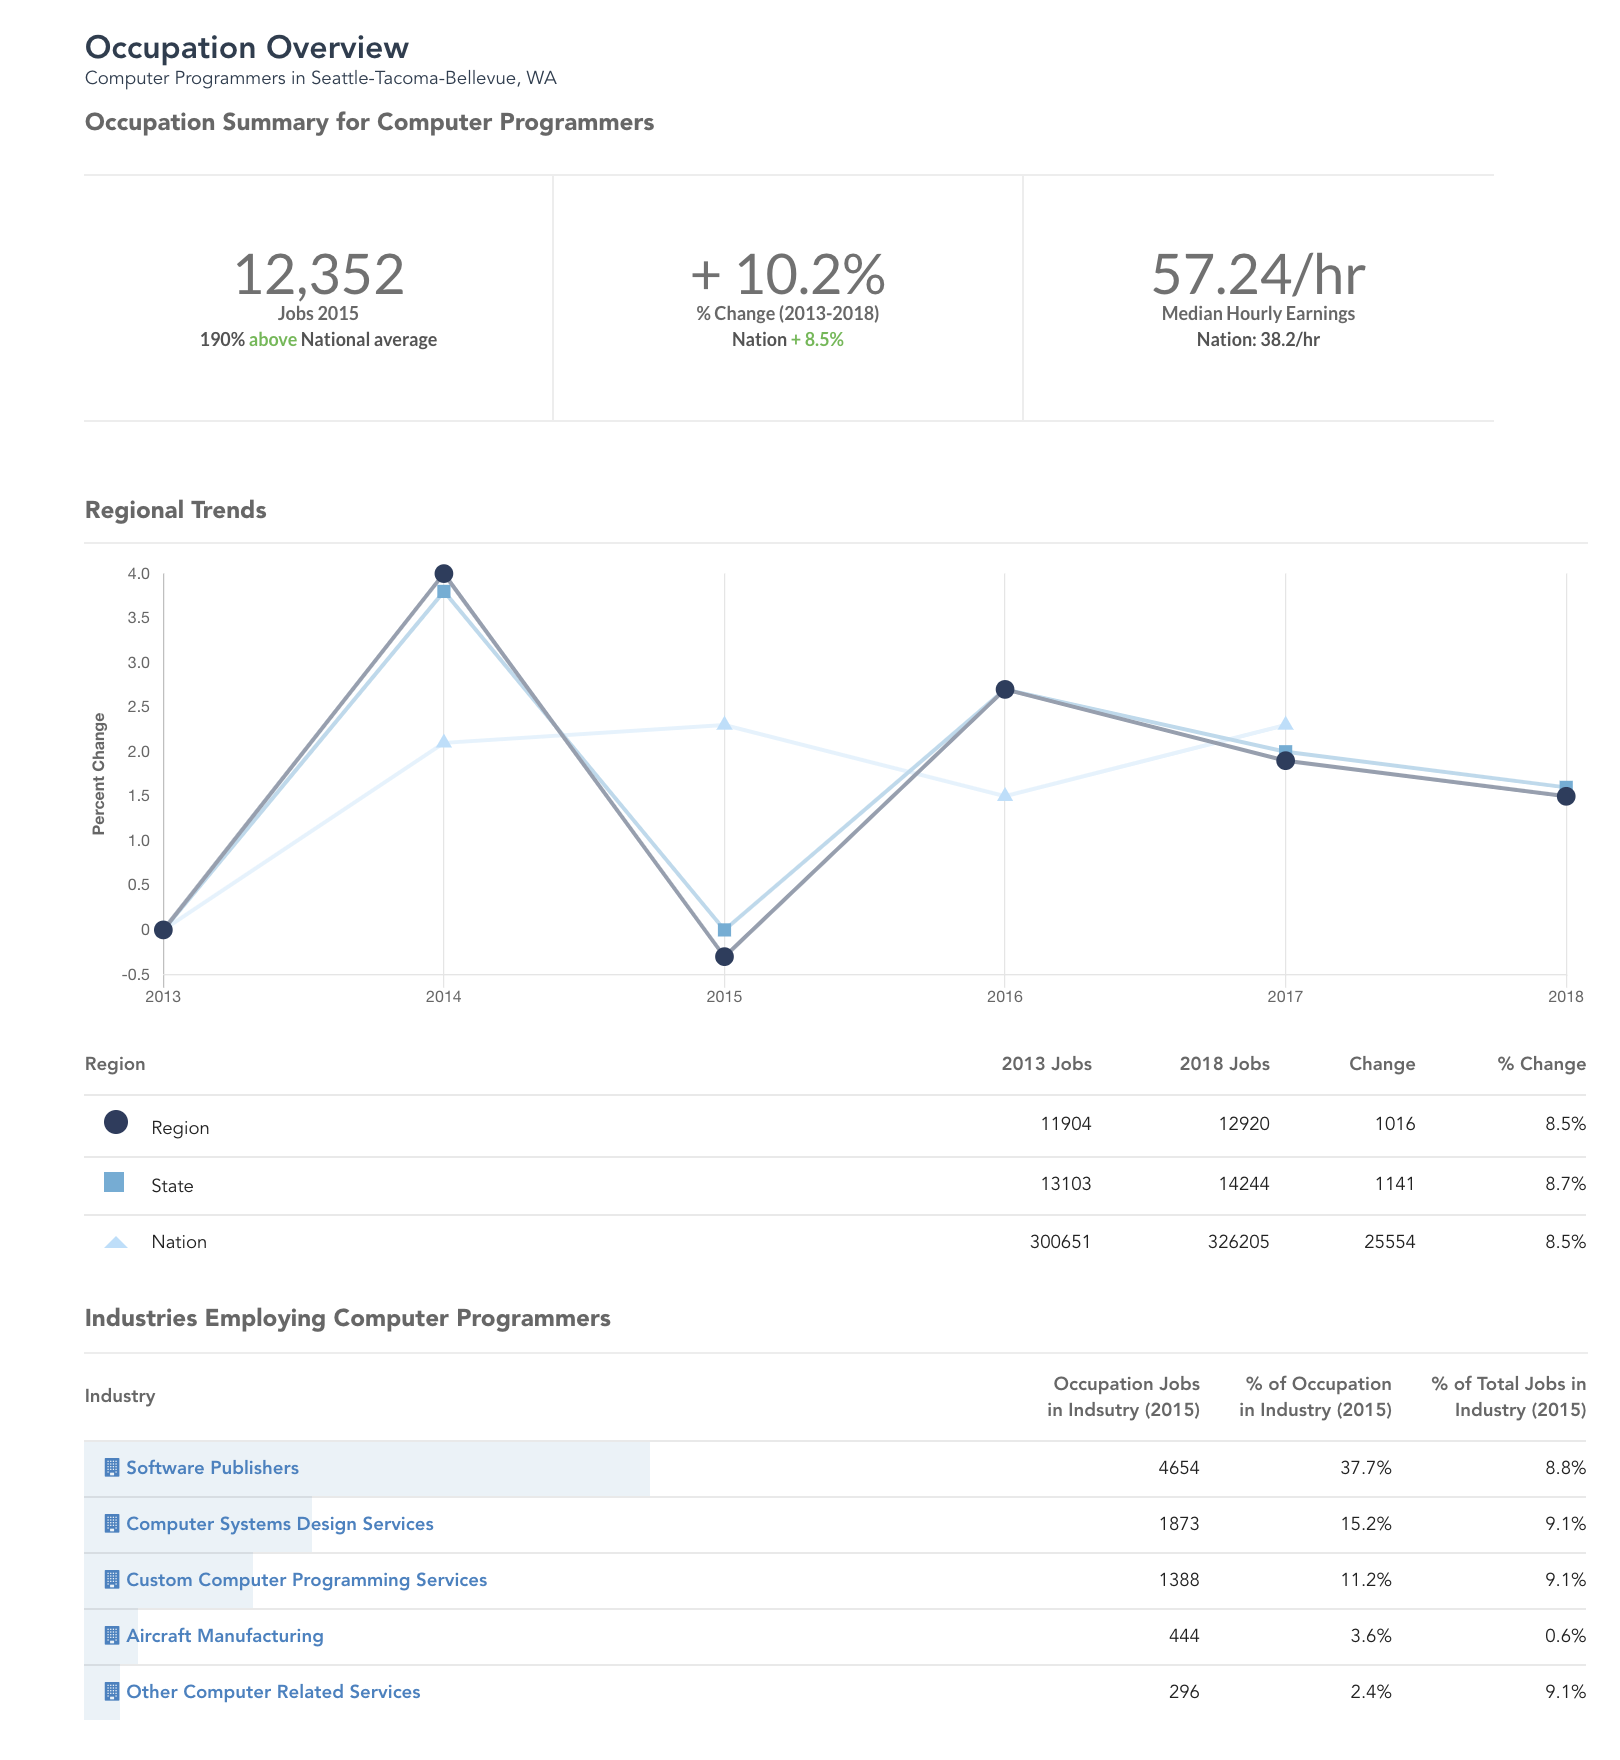 Occupation Overview
Computer Programmers in Seattle-Tacoma-Bellevue, WA
Occupation Summary for Computer Programmers
12,352
Jobs 2015
190% above National average
+ 10.2%
% Change (2013-2018)
Nation + 8.5%
57.24/hr
Median Hourly Earnings
Nation: 38.2/hr
Regional Trends
Percent Change
4.0
3.5
3.0
2.5
2.0
1.5
1.0
0.5
0
-0.5
2013 2014 2015 2016 2017 2018
Region 2013 Jobs 2018 Jobs Change % Change
Region 11904 12920 1016 8.5%
State 13103 14244 1141 8.7%
Nation 300651 326205 25554 8.5%
Industries Employing Computer Programmers
Industry
Occupation Jobs
in Indsutry (2015)
% of Occupation
in Industry (2015)
% of Total Jobs in
Industry (2015)
Software Publishers 4654 37.7% 8.8%
Computer Systems Design Services 1873 15.2% 9.1%
Custom Computer Programming Services 1388 11.2% 9.1%
Aircraft Manufacturing 444 3.6% 0.6%
Other Computer Related Services 296 2.4% 9.1%